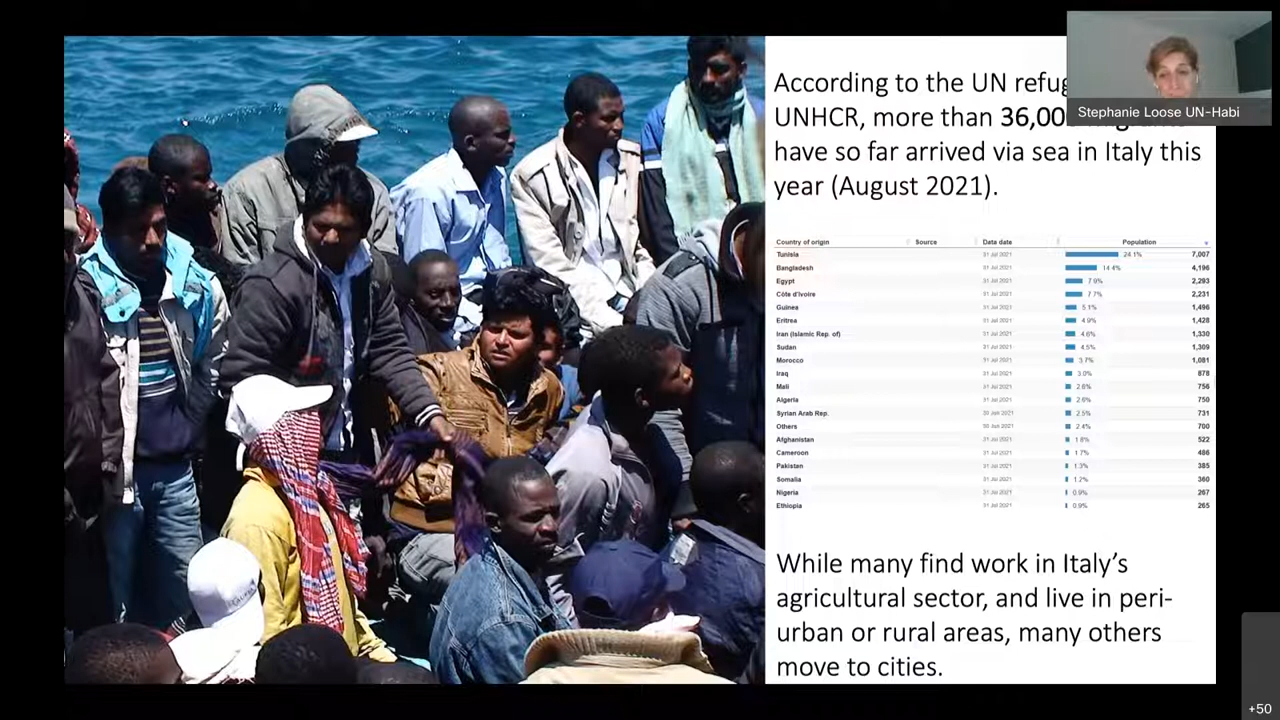 According to the UN refug
UNHCR, more than 36,00
have so far arrived via sea in Italy this
year (August 2021).
Stephanie Loose UN-Habi
Country of origin Source Data date Population
Tunisia 31 Jul 2021 24.1% 7,007
Bangladesh 31 Jul 2021 14.4% 4,196
Egypt 31 Jul 2021 7.9% 2,293
Côte d'Ivoire 31 Jul 2021 7.7% 2,231
Guinea 31 Jul 2021 5.1% 1,496
Eritrea 31 Jul 2021 4.9% 1,428
Iran (Islamic Rep. of) 31 Jul 2021 4.6% 1,330
Sudan 31 Jul 2021 4.5% 1,309
Morocco 31 Jul 2021 3.7% 1,081
Iraq 31 Jul 2021 3.0% 878
Mali 31 Jul 2021 2.6% 756
Algeria 31 Jul 2021 2.6% 750
Syrian Arab Rep. 30 Jun 2021 2.5% 731
Others 30 Jun 2021 2.4% 700
Afghanistan 31 Jul 2021 1.8% 522
Cameroon 31 Jul 2021 1.7% 486
Pakistan 31 Jul 2021 1.3% 385
Somalia 31 Jul 2021 1.2% 360
Nigeria 31 Jul 2021 0.9% 267
Ethiopia 31 Jul 2021 0.9% 265
While many find work in Italy's
agricultural sector, and live in peri-
urban or rural areas, many others
move to cities.
+50